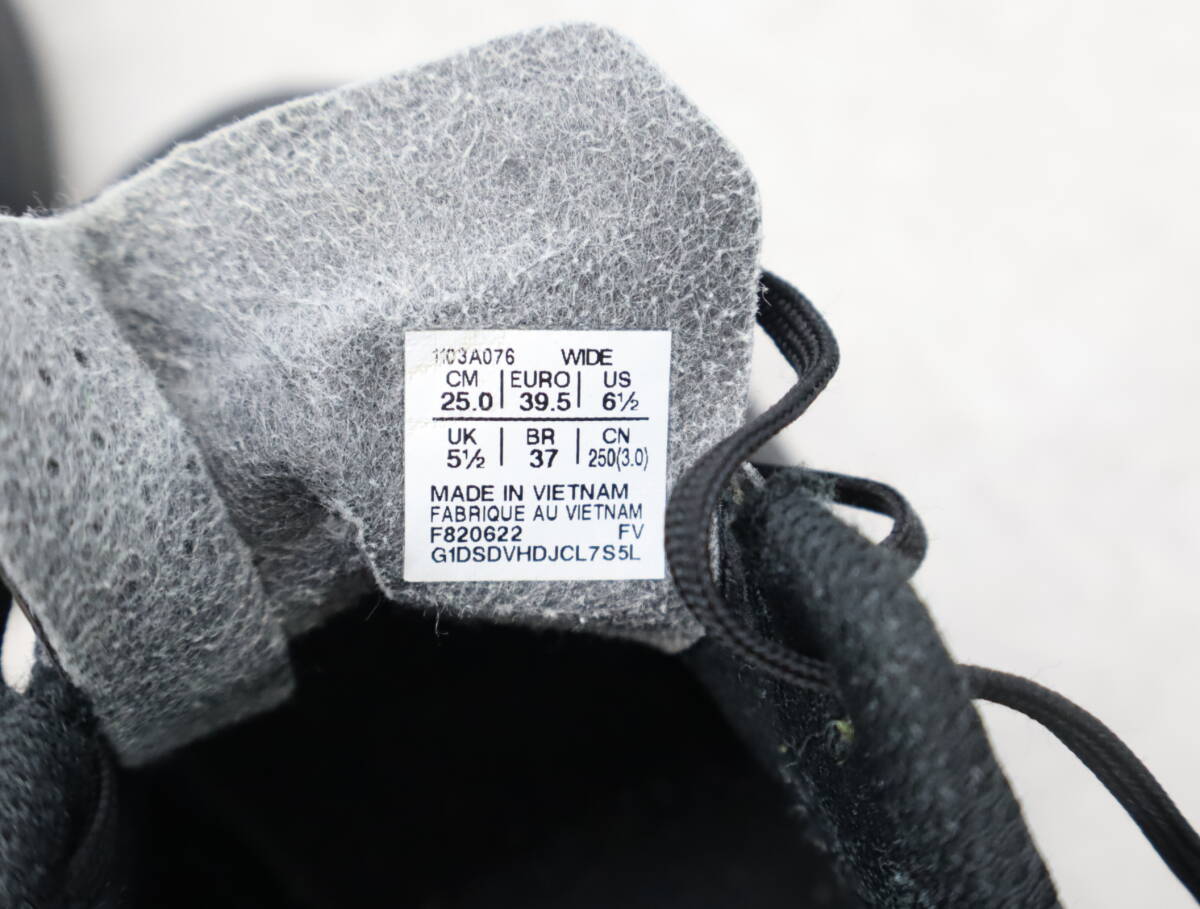 1103A076 WIDE
CM EURO US
25.0 39.5 6½
UK BR CN
5½ 37 250(3.0)
MADE IN VIETNAM
FABRIQUE AU VIETNAM
F820622 FV
G1DSDVHDJCL7S5L